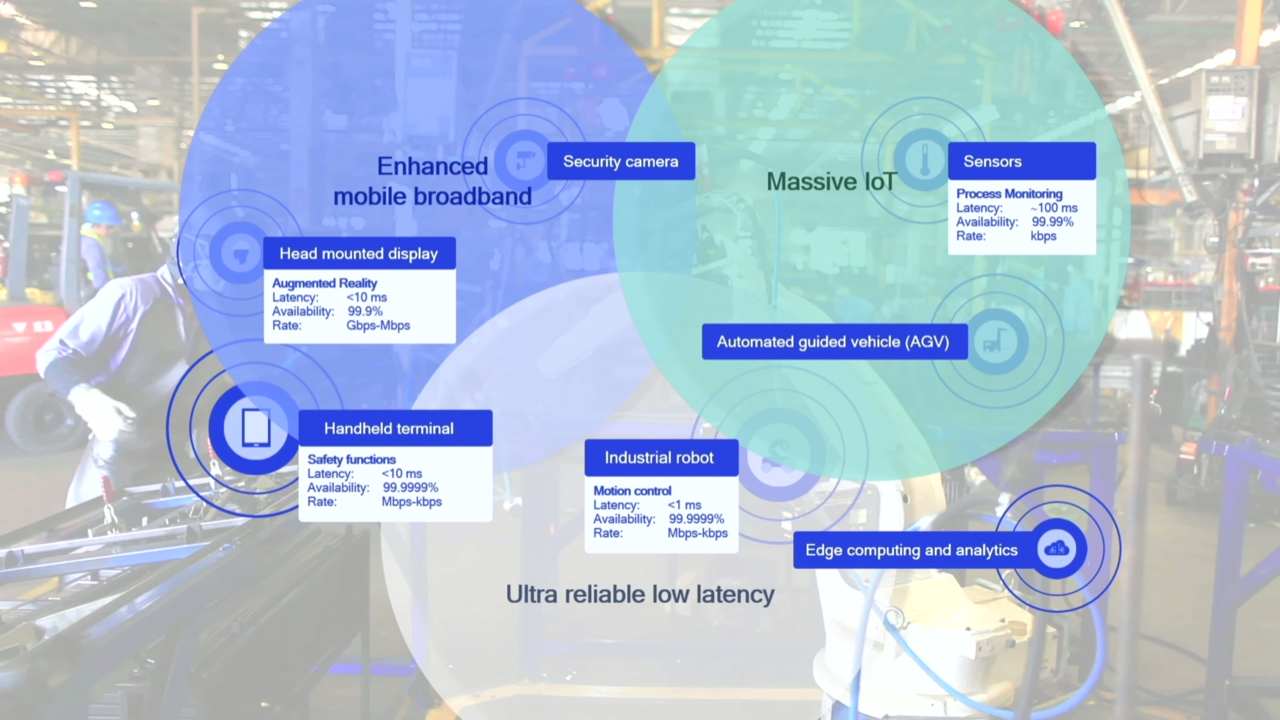 Enhanced
mobile broadband
Security camera
Massive IoT
Sensors
Process Monitoring
Latency: ~100 ms
Availability: 99.99%
Rate: kbps
Head mounted display
Augmented Reality
Latency: <10 ms
Availability: 99.9%
Rate: Gbps-Mbps
Automated guided vehicle (AGV)
Handheld terminal
Safety functions
Latency: <10 ms
Availability: 99.9999%
Rate: Mbps-kbps
Industrial robot
Motion control
Latency: <1 ms
Availability: 99.9999%
Rate: Mbps-kbps
Edge computing and analytics
Ultra reliable low latency